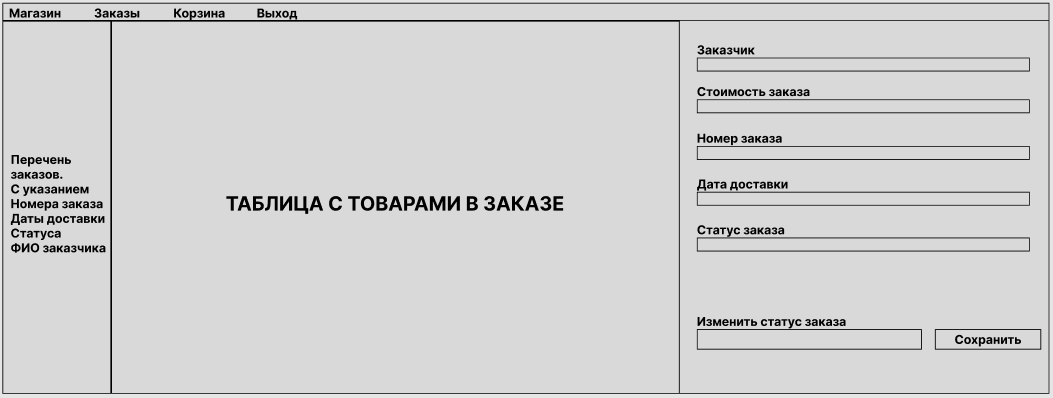 Магазин Заказы Корзина Выход
Перечень
заказов.
С указанием
Номера заказа
Даты доставки
Статуса
ФИО заказчика
ТАБЛИЦА С ТОВАРАМИ В ЗАКАЗЕ
Заказчик
Стоимость заказа
Номер заказа
Дата доставки
Статус заказа
Изменить статус заказа
Сохранить